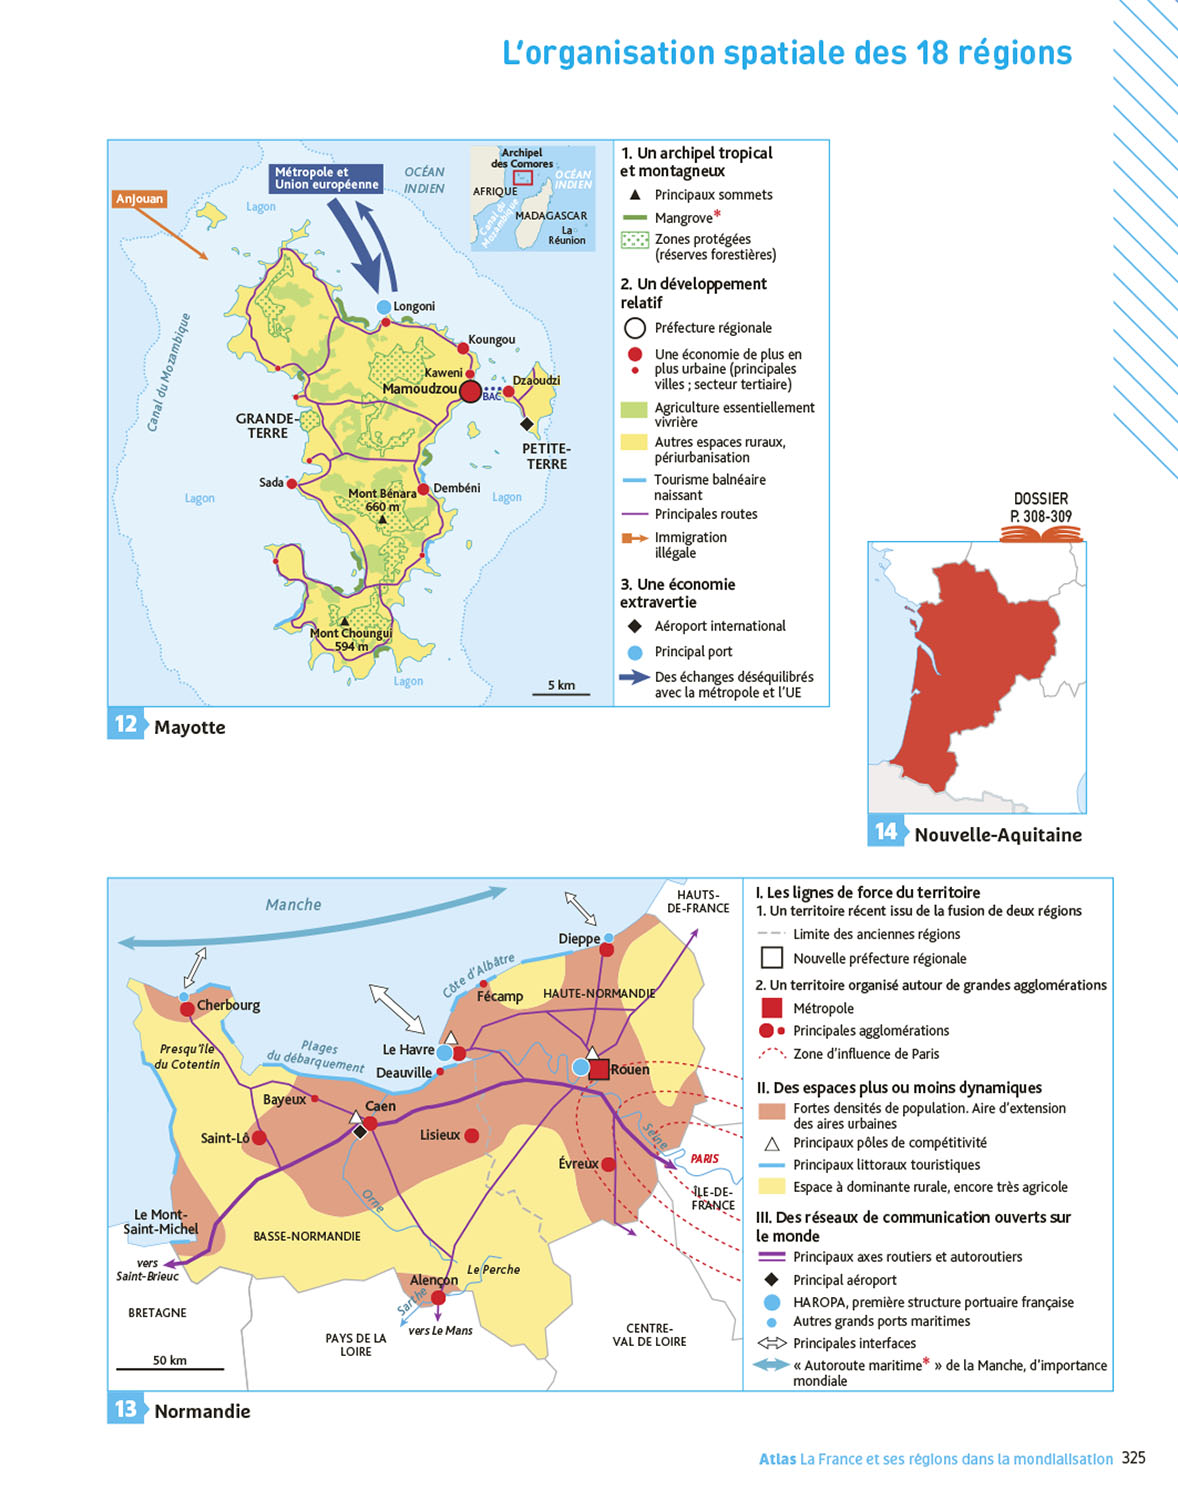 L'organisation spatiale des 18 régions
Anjouan
Métropole et
Union européenne
OCÉAN
INDIEN
Lagon
Archipel
des Comores
OCÉAN
INDIEN
AFRIQUE
Canal du
Mozambique
MADAGASCAR
La
Réunion
Canal du Mozambique
Longoni
Koungou
Kaweni
Mamoudzou
BAC
Dzaoudzi
GRANDE-
TERRE
PETITE-
TERRE
Sada
Mont Bénara
660 m
Dembéni
Lagon
Lagon
Mont Choungui
594 m
Lagon
5 km
1. Un archipel tropical
et montagneux
Principaux sommets
Mangrove*
Zones protégées
(réserves forestières)
2. Un développement
relatif
Préfecture régionale
Une économie de plus en
plus urbaine (principales
villes ; secteur tertiaire)
Agriculture essentiellement
vivrière
Autres espaces ruraux,
périurbanisation
Tourisme balnéaire
naissant
Principales routes
Immigration
illégale
3. Une économie
extravertie
Aéroport international
Principal port
Des échanges déséquilibrés
avec la métropole et l'UE
12 Mayotte
DOSSIER
P. 308-309
14 Nouvelle-Aquitaine
Manche
HAUTS-
DE-FRANCE
Dieppe
Côte d'Albâtre
Fécamp
HAUTE-NORMANDIE
Cherbourg
Presqu'île
du Cotentin
Plages
du débarquement
Le Havre
Deauville
Rouen
Bayeux
Caen
Saint-Lô
Lisieux
Seine
PARIS
Évreux
ÎLE-DE-
FRANCE
Orne
Le Mont-
Saint-Michel
BASSE-NORMANDIE
vers
Saint-Brieuc
Le Perche
Alençon
Sarthe
vers Le Mans
BRETAGNE
PAYS DE LA
LOIRE
CENTRE-
VAL DE LOIRE
50 km
I. Les lignes de force du territoire
1. Un territoire récent issu de la fusion de deux régions
Limite des anciennes régions
Nouvelle préfecture régionale
2. Un territoire organisé autour de grandes agglomérations
Métropole
Principales agglomérations
Zone d'influence de Paris
II. Des espaces plus ou moins dynamiques
Fortes densités de population. Aire d'extension
des aires urbaines
Principaux pôles de compétitivité
Principaux littoraux touristiques
Espace à dominante rurale, encore très agricole
III. Des réseaux de communication ouverts sur
le monde
Principaux axes routiers et autoroutiers
Principal aéroport
HAROPA, première structure portuaire française
Autres grands ports maritimes
Principales interfaces
« Autoroute maritime* » de la Manche, d'importance
mondiale
13 Normandie
Atlas La France et ses régions dans la mondialisation 325